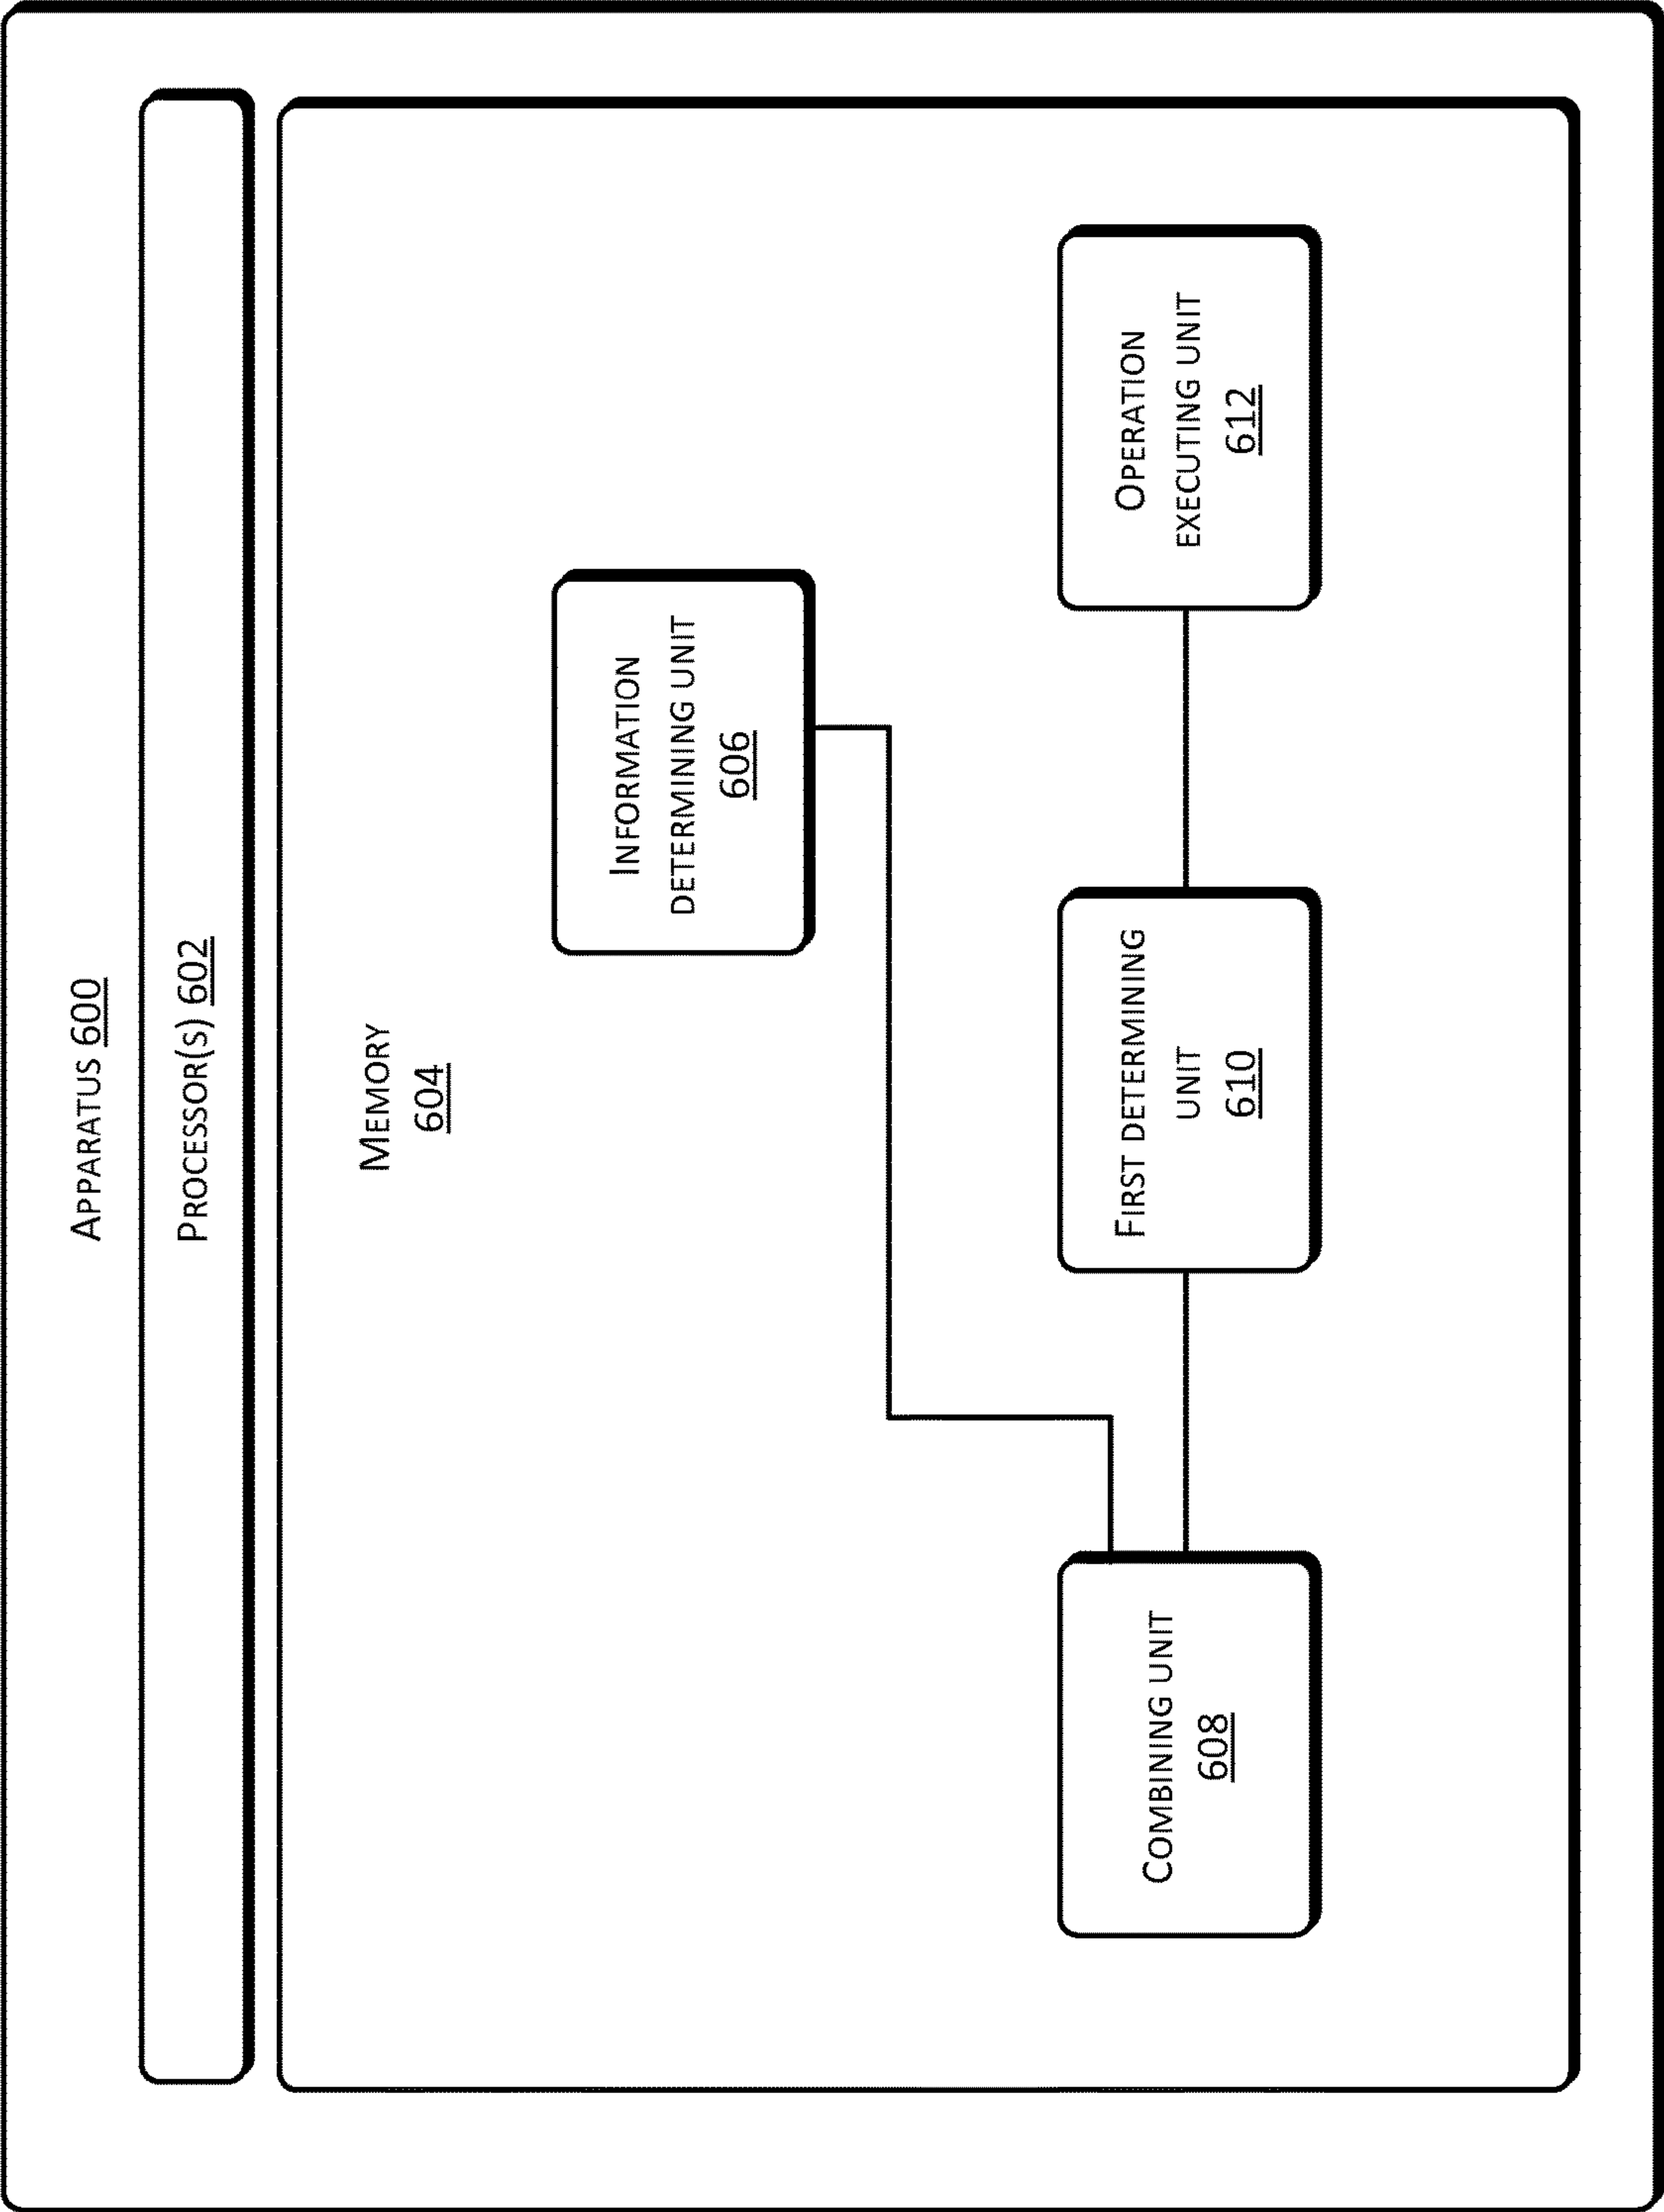 APPARATUS 600
PROCESSOR(S) 602
MEMORY
604
INFORMATION
DETERMINING UNIT
606
COMBINING UNIT
608
FIRST DETERMINING
UNIT
610
OPERATION
EXECUTING UNIT
612